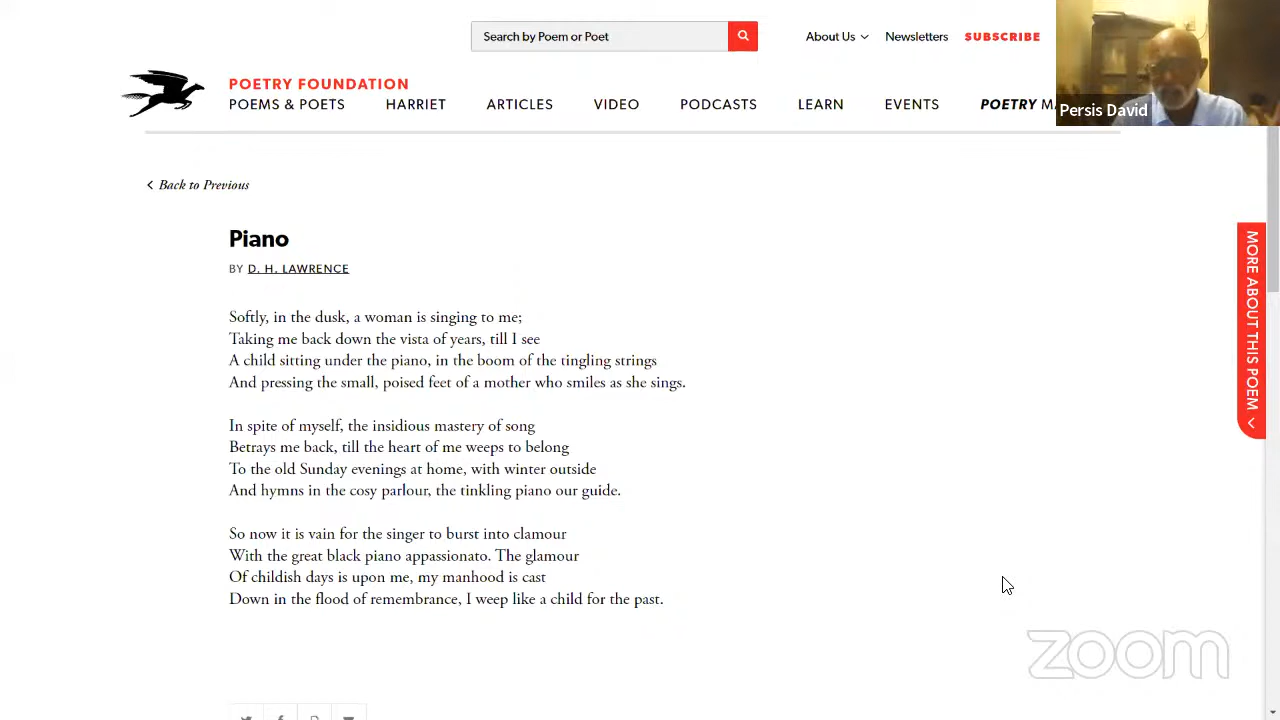 Search by Poem or Poet
About Us
Newsletters
SUBSCRIBE
POETRY FOUNDATION
POEMS & POETS
HARRIET
ARTICLES
VIDEO
PODCASTS
LEARN
EVENTS
POETRY
Persis David
Back to Previous
Piano
BY D. H. LAWRENCE
Softly, in the dusk, a woman is singing to me;
Taking me back down the vista of years, till I see
A child sitting under the piano, in the boom of the tingling strings
And pressing the small, poised feet of a mother who smiles as she sings.
In spite of myself, the insidious mastery of song
Betrays me back, till the heart of me weeps to belong
To the old Sunday evenings at home, with winter outside
And hymns in the cosy parlour, the tinkling piano our guide.
So now it is vain for the singer to burst into clamour
With the great black piano appassionato. The glamour
Of childish days is upon me, my manhood is cast
Down in the flood of remembrance, I weep like a child for the past.
MORE ABOUT THIS POEM
zoom